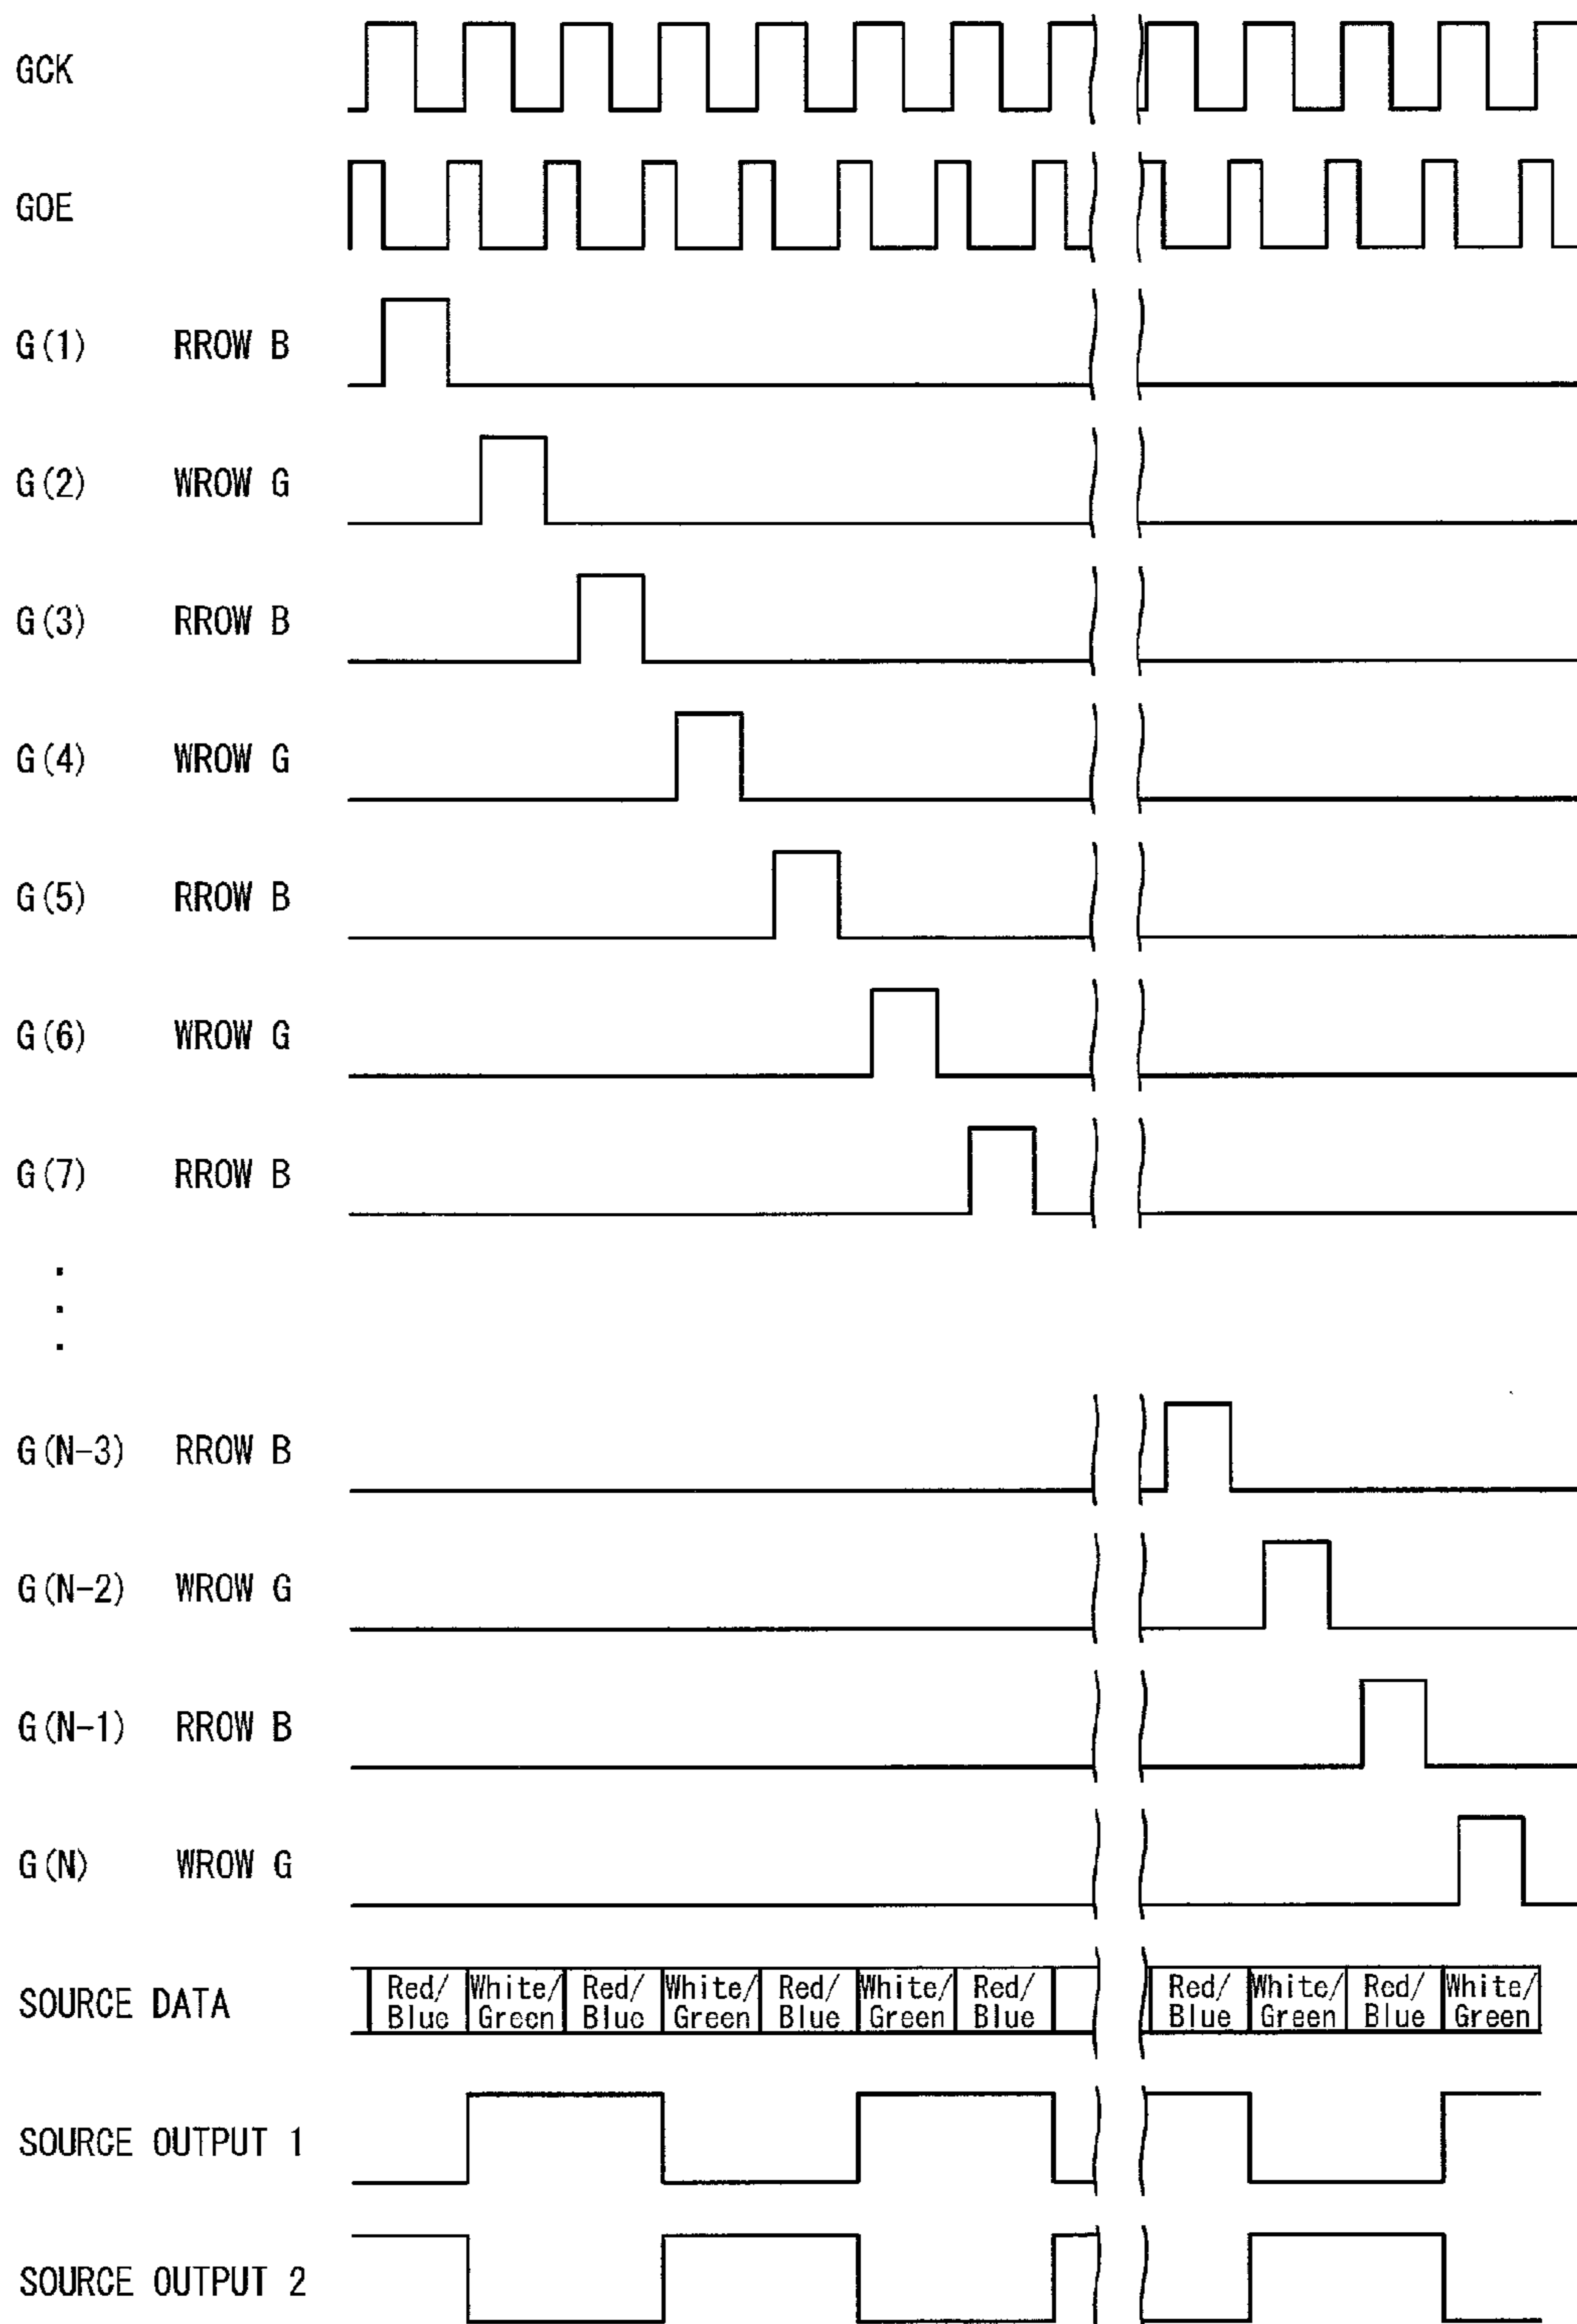 GCK
GOE
G(1) RROW B
G(2) WROW G
G(3) RROW B
G(4) WROW G
G(5) RROW B
G(6) WROW G
G(7) RROW B
G(N-3) RROW B
G(N-2) WROW G
G(N-1) RROW B
G(N) WROW G
SOURCE DATA
Red/ White/ Red/ White/ Red/ White/ Red/ Red/ White/ Red/ White/
Blue Green Blue Green Blue Green Blue Blue Green Blue Green
SOURCE OUTPUT 1
SOURCE OUTPUT 2